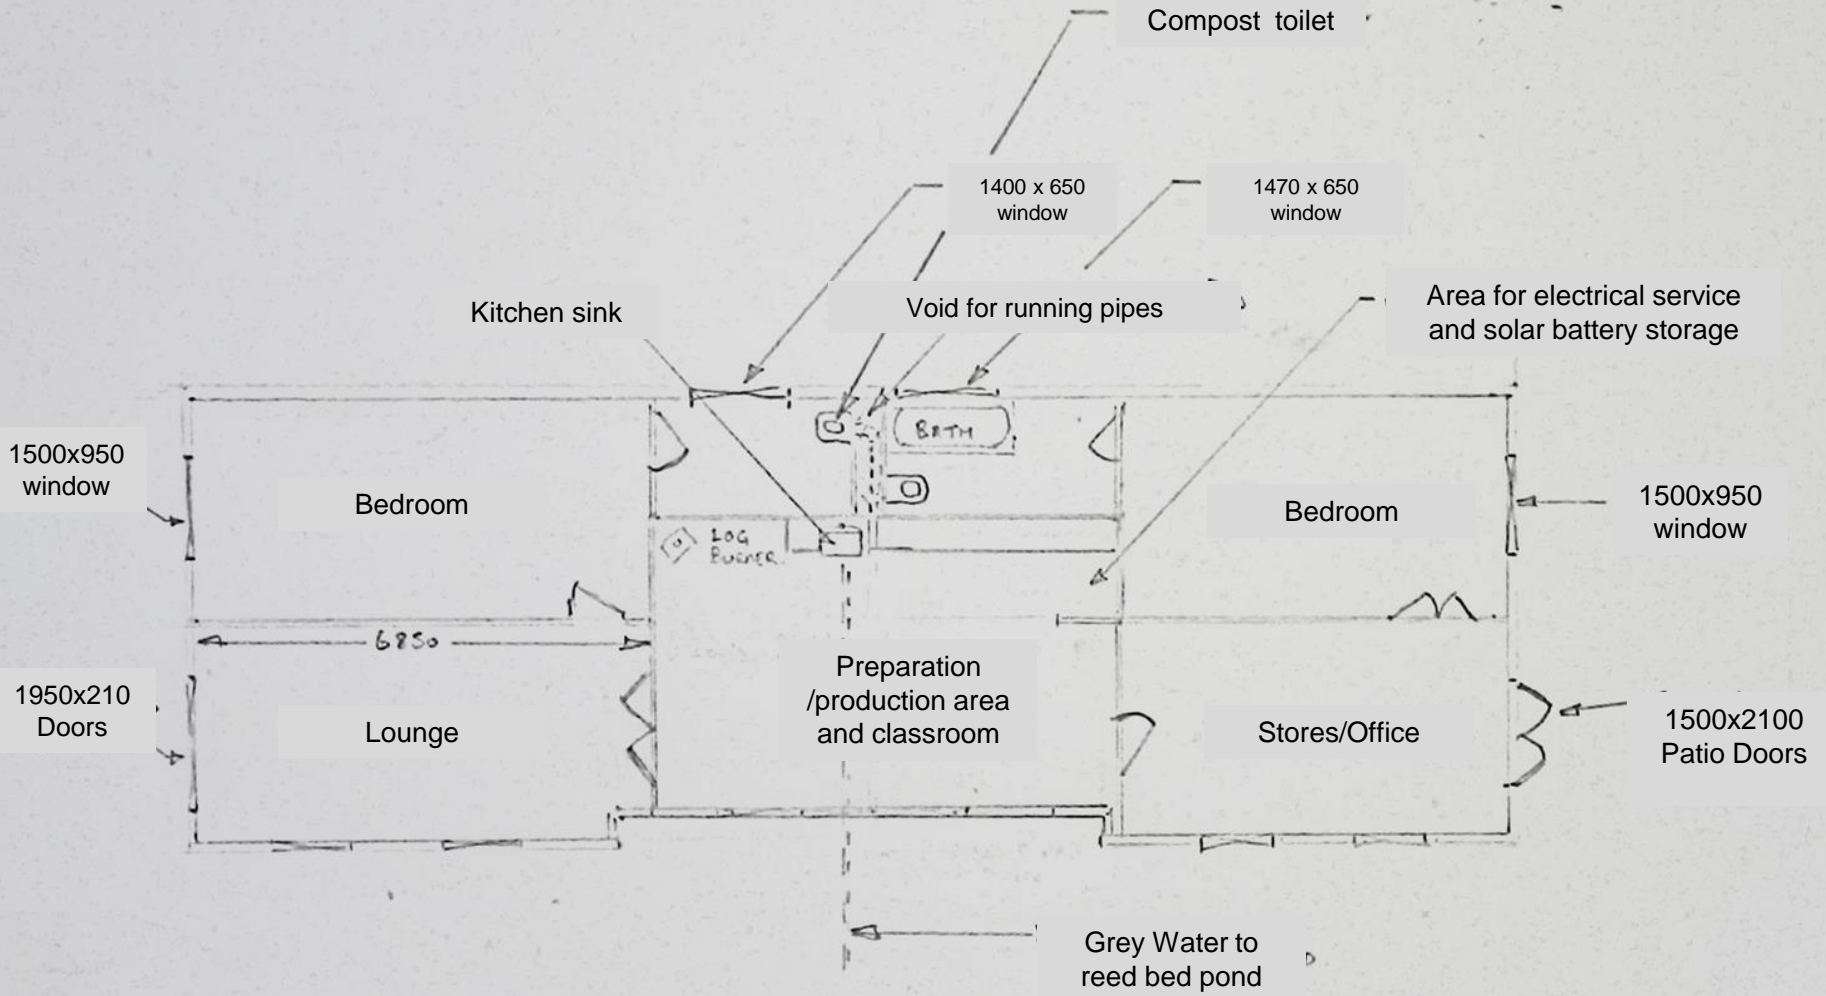 Compost toilet
1400 x 650
window
1470 x 650
window
Kitchen sink
Void for running pipes
Area for electrical service
and solar battery storage
1500x950
window
Bedroom
BATH
Bedroom
1500x950
window
LOG
BURNER
6850
1950x210
Doors
Lounge
Preparation
/production area
and classroom
Stores/Office
1500x2100
Patio Doors
Grey Water to
reed bed pond